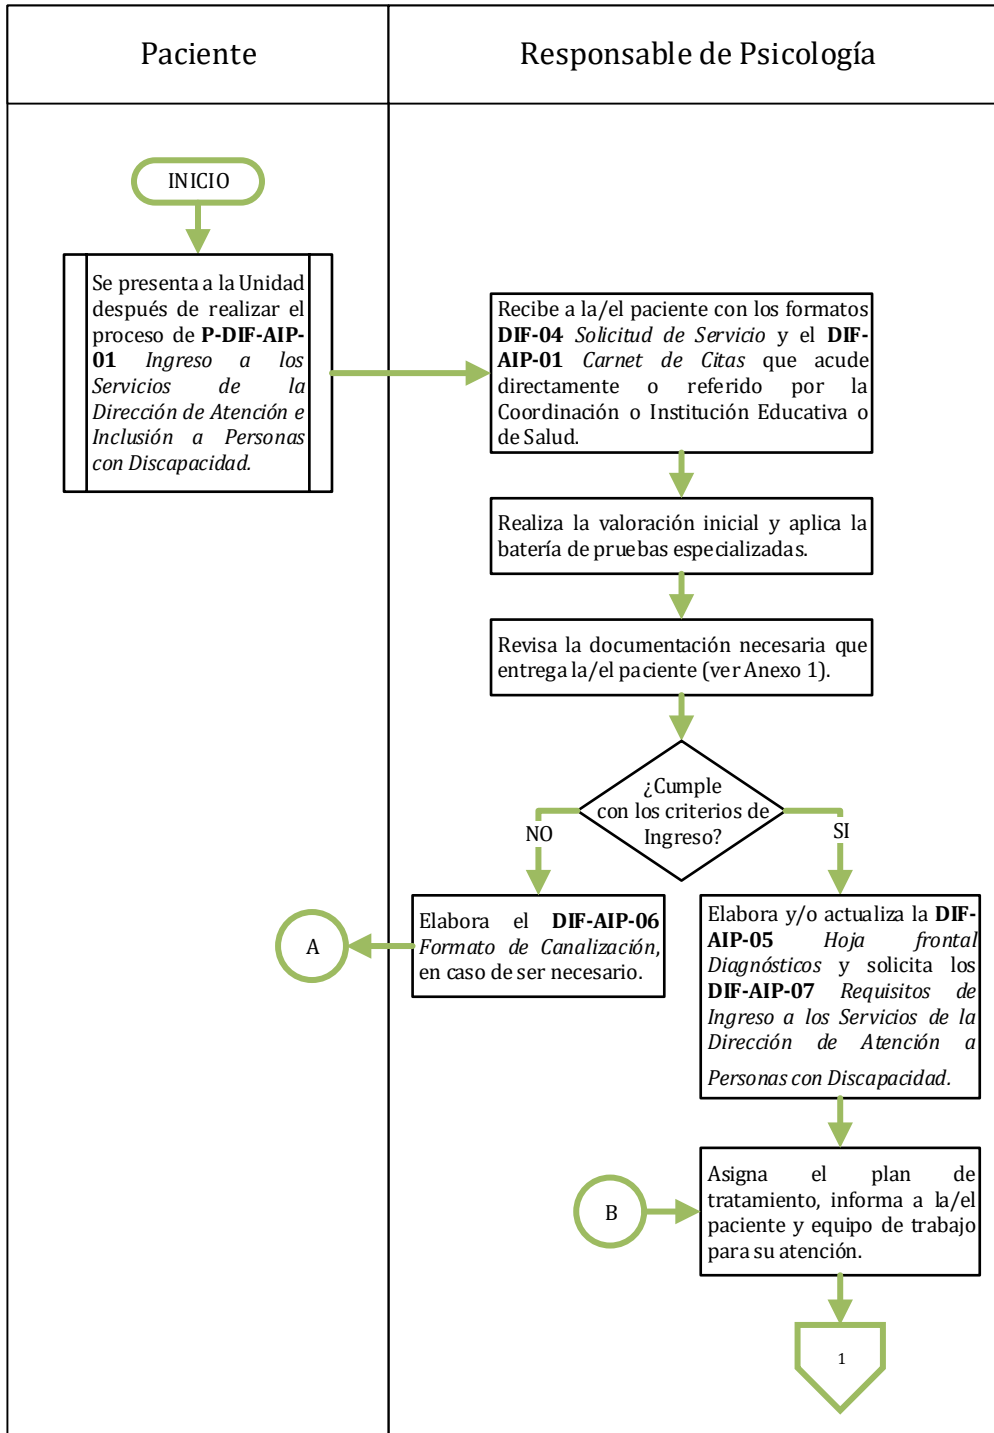 Paciente
Responsable de Psicología
INICIO
Se presenta a la Unidad
después de realizar el
proceso de P-DIF-AIP-
01 Ingreso a los
Servicios de la
Dirección de Atención e
Inclusión a Personas
con Discapacidad.
Recibe a la/el paciente con los formatos
DIF-04 Solicitud de Servicio y el DIF-
AIP-01 Carnet de Citas que acude
directamente o referido por la
Coordinación o Institución Educativa o
de Salud.
Realiza la valoración inicial y aplica la
batería de pruebas especializadas.
Revisa la documentación necesaria que
entrega la/el paciente (ver Anexo 1).
¿Cumple
con los criterios de
Ingreso?
NO
SI
A
Elabora el DIF-AIP-06
Formato de Canalización,
en caso de ser necesario.
Elabora y/o actualiza la DIF-
AIP-05 Hoja frontal
Diagnósticos y solicita los
DIF-AIP-07 Requisitos de
Ingreso a los Servicios de la
Dirección de Atención a
Personas con Discapacidad.
B
Asigna el plan de
tratamiento, informa a la/el
paciente y equipo de trabajo
para su atención.
1